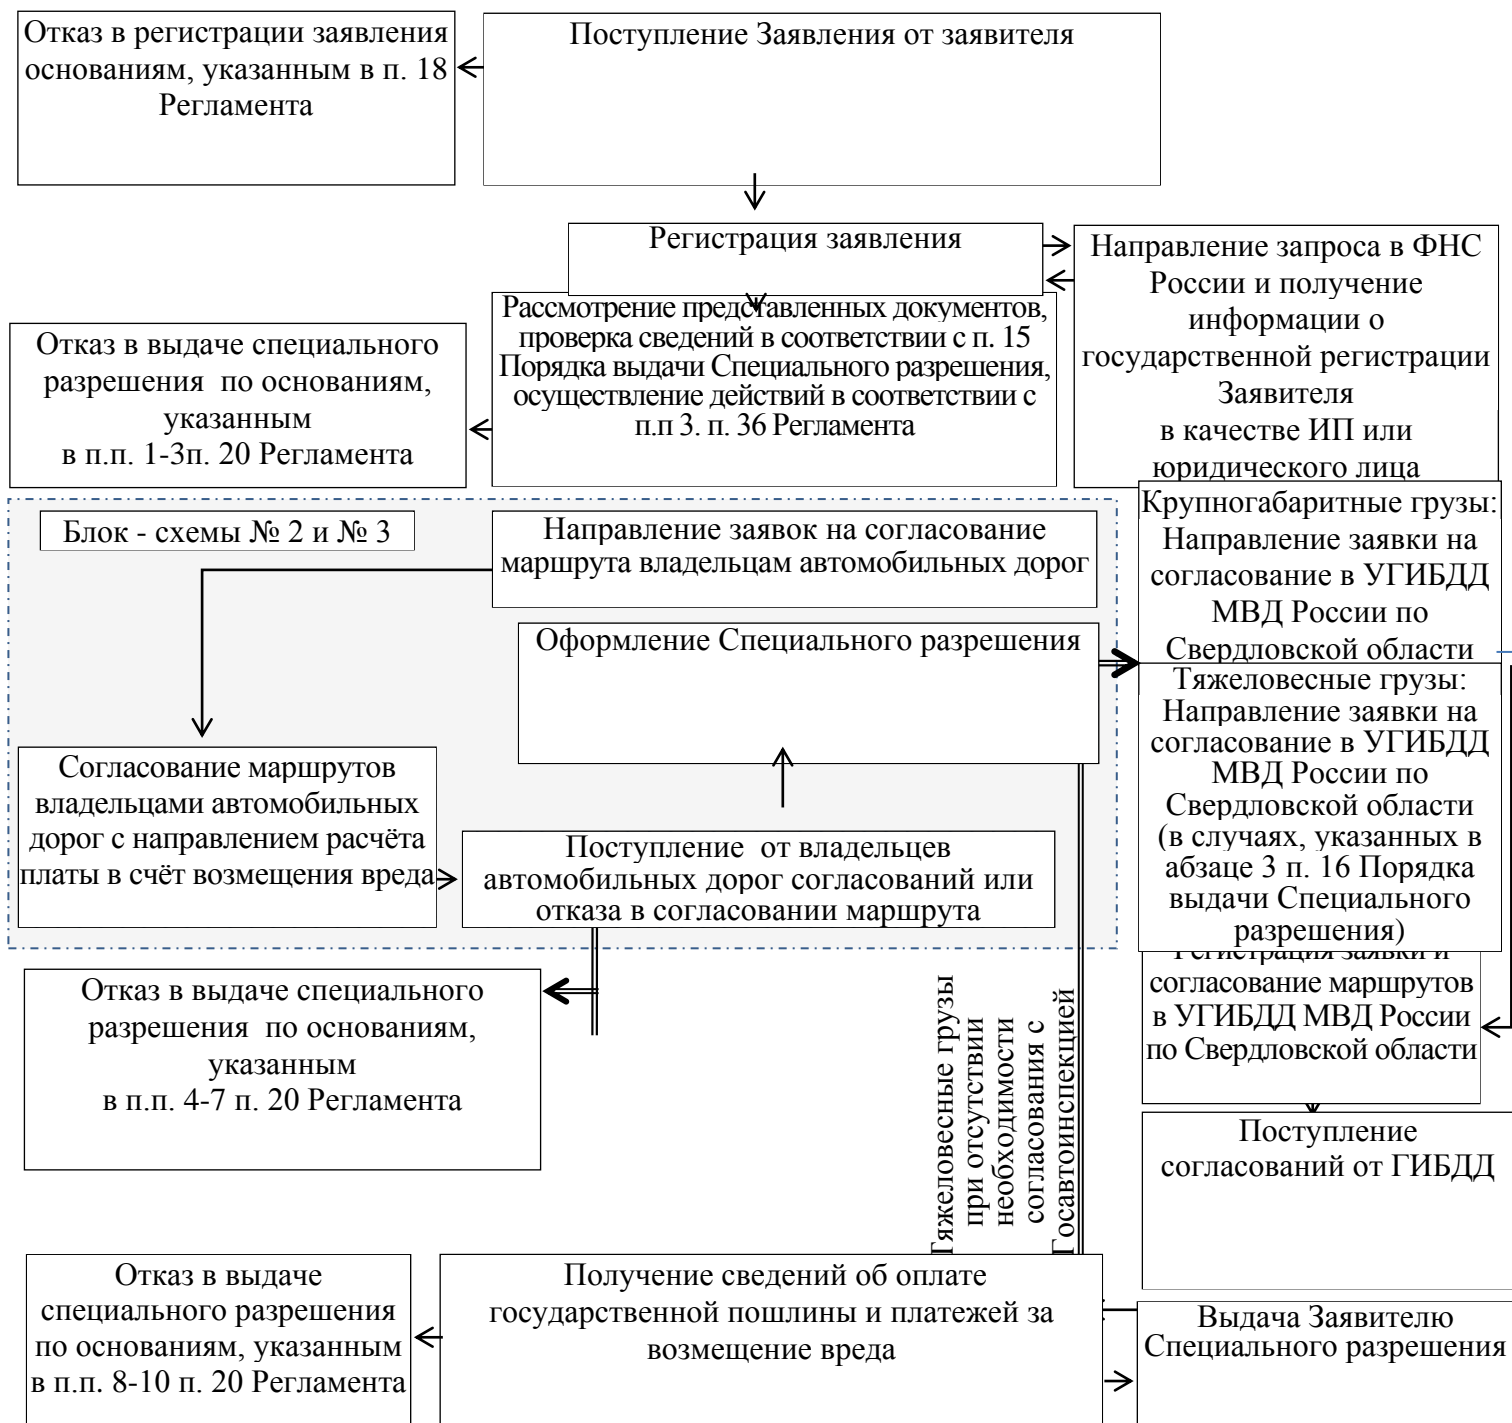 Отказ в регистрации заявления
основаниям, указанным в п. 18
Регламента
Поступление Заявления от заявителя
Регистрация заявления
Направление запроса в ФНС
России и получение
информации о
государственной регистрации
Заявителя
в качестве ИП или
юридического лица
Рассмотрение представленных документов,
проверка сведений в соответствии с п. 15
Порядка выдачи Специального разрешения,
осуществление действий в соответствии с
п.п 3. п. 36 Регламента
Отказ в выдаче специального
разрешения по основаниям,
указанным
в п.п. 1-3п. 20 Регламента
Блок - схемы № 2 и № 3
Направление заявок на согласование
маршрута владельцам автомобильных дорог
Крупногабаритные грузы:
Направление заявки на
согласование в УГИБДД
МВД России по
Свердловской области
Оформление Специального разрешения
Тяжеловесные грузы:
Направление заявки на
согласование в УГИБДД
МВД России по
Свердловской области
(в случаях, указанных в
абзаце 3 п. 16 Порядка
выдачи Специального
разрешения)
Согласование маршрутов
владельцами автомобильных
дорог с направлением расчёта
платы в счёт возмещения вреда
Поступление от владельцев
автомобильных дорог согласований или
отказа в согласовании маршрута
Регистрация заявки и
согласование маршрутов
в УГИБДД МВД России
по Свердловской области
Отказ в выдаче специального
разрешения по основаниям,
указанным
в п.п. 4-7 п. 20 Регламента
Тяжеловесные грузы
при отсутствии
необходимости
согласования с
Госавтоинспекцией
Поступление
согласований от ГИБДД
Отказ в выдаче
специального разрешения
по основаниям, указанным
в п.п. 8-10 п. 20 Регламента
Получение сведений об оплате
государственной пошлины и платежей за
возмещение вреда
Выдача Заявителю
Специального разрешения